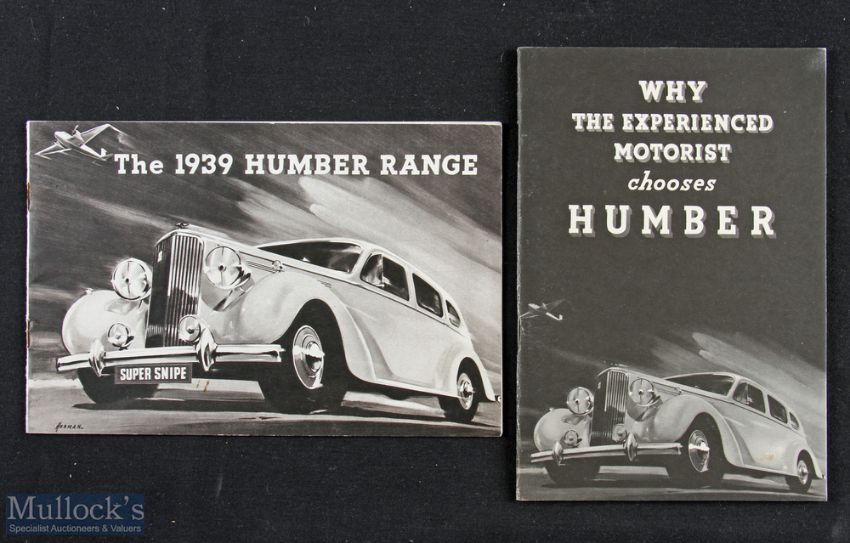 The 1939 HUMBER RANGE
SUPER SNIPE
WHY
THE EXPERIENCED
MOTORIST
chooses
HUMBER
Mullock's
Specialist Auctioneers & Valuers